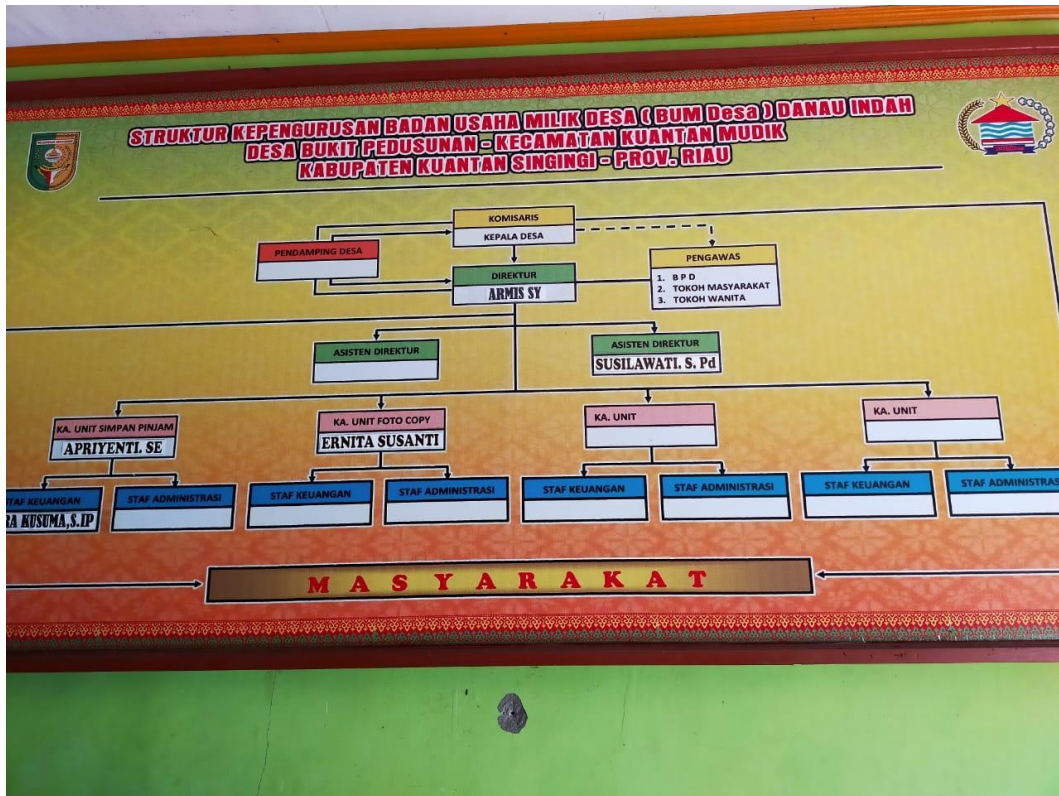 STRUKTUR KEPENGURUSAN BADAN USAHA MILIK DESA ( BUM Desa ) DANAU INDAH
DESA BUKIT PEDUSUNAN - KECAMATAN KUANTAN MUDIK
KABUPATEN KUANTAN SINGINGI - PROV. RIAU
KOMISARIS
KEPALA DESA
PENDAMPING DESA
PENGAWAS
1. B P D
2. TOKOH MASYARAKAT
3. TOKOH WANITA
DIREKTUR
ARMIS SY
ASISTEN DIREKTUR
ASISTEN DIREKTUR
SUSILAWATI. S. Pd
KA. UNIT SIMPAN PINJAM
APRIYENTI. SE
KA. UNIT FOTO COPY
ERNITA SUSANTI
KA. UNIT
KA. UNIT
STAF KEUANGAN
RA KUSUMA,S.IP
STAF ADMINISTRASI
STAF KEUANGAN
STAF ADMINISTRASI
STAF KEUANGAN
STAF ADMINISTRASI
STAF KEUANGAN
STAF ADMINISTRAS
M A S Y A R A K A T